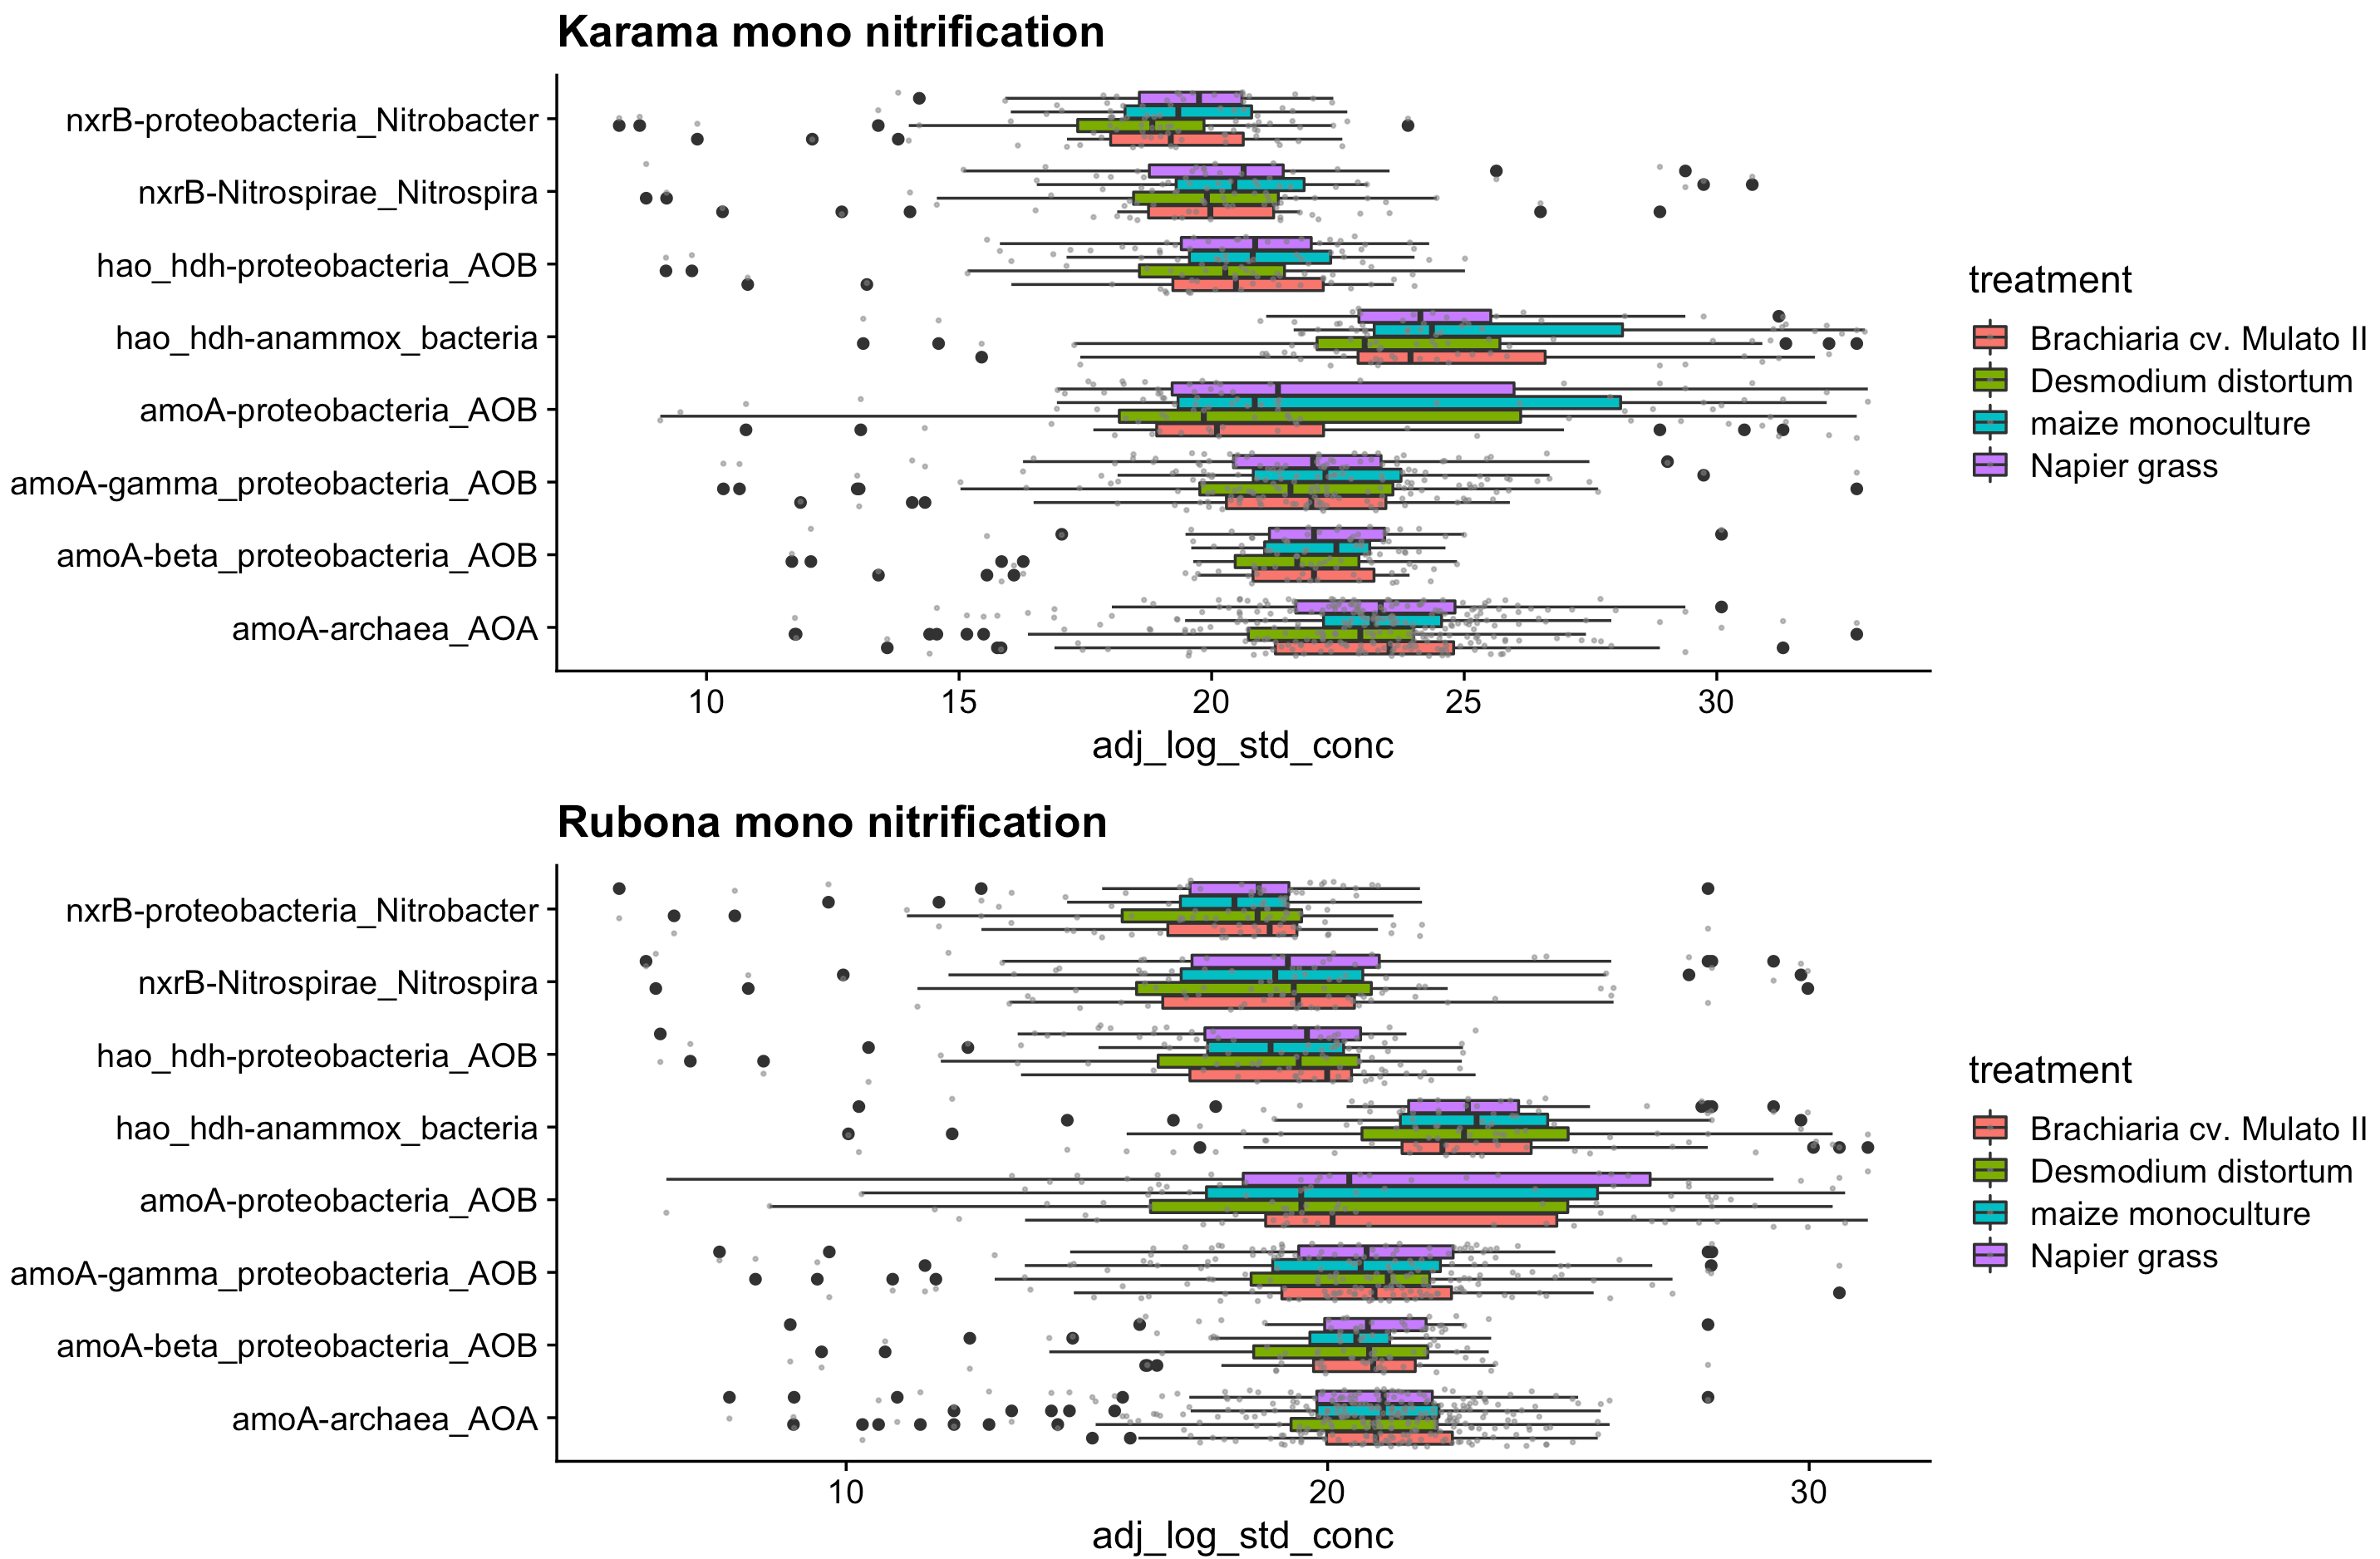 Karama mono nitrification
nxrB-proteobacteria_Nitrobacter
nxrB-Nitrospirae_Nitrospira
hao_hdh-proteobacteria_AOB
hao_hdh-anammox_bacteria
amoA-proteobacteria_AOB
amoA-gamma_proteobacteria_AOB
amoA-beta_proteobacteria_AOB
amoA-archaea_AOA
10 15 20 25 30
adj_log_std_conc
treatment
Brachiaria cv. Mulato II
Desmodium distortum
maize monoculture
Napier grass
Rubona mono nitrification
nxrB-proteobacteria_Nitrobacter
nxrB-Nitrospirae_Nitrospira
hao_hdh-proteobacteria_AOB
hao_hdh-anammox_bacteria
amoA-proteobacteria_AOB
amoA-gamma_proteobacteria_AOB
amoA-beta_proteobacteria_AOB
amoA-archaea_AOA
10 20 30
adj_log_std_conc
treatment
Brachiaria cv. Mulato II
Desmodium distortum
maize monoculture
Napier grass